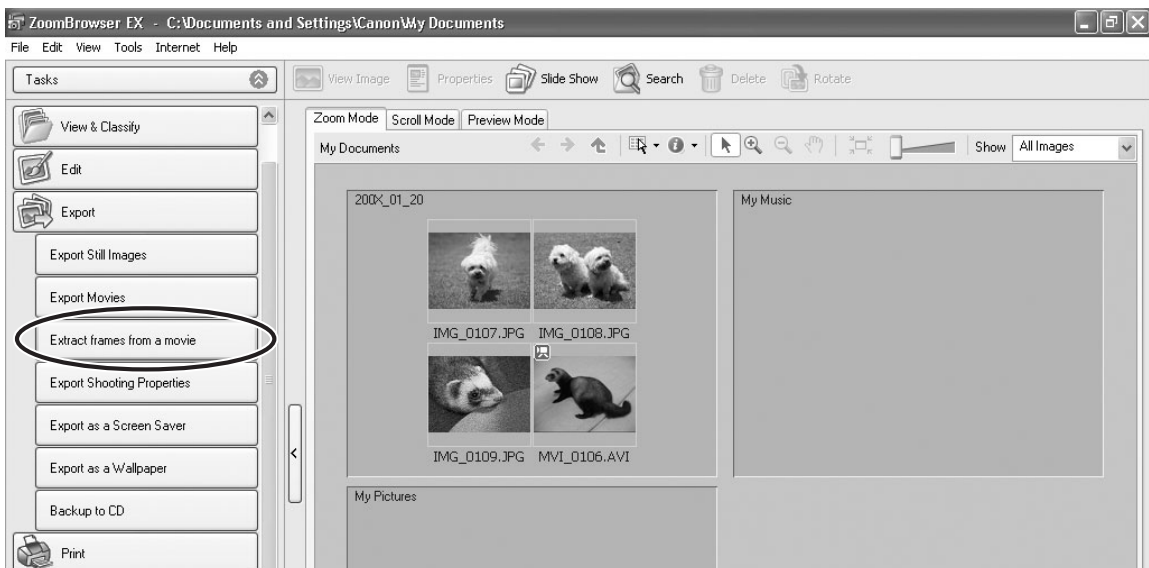 ZoomBrowser EX - C:\Documents and Settings\Canon\My Documents
File Edit View Tools Internet Help
Tasks
View Image Properties Slide Show Search Delete Rotate
View & Classify
Edit
Export
Export Still Images
Export Movies
Extract frames from a movie
Export Shooting Properties
Export as a Screen Saver
Export as a Wallpaper
Backup to CD
Print
Zoom Mode Scroll Mode Preview Mode
My Documents Show All Images
200X_01_20
IMG_0107.JPG IMG_0108.JPG
IMG_0109.JPG MVI_0106.AVI
My Music
My Pictures